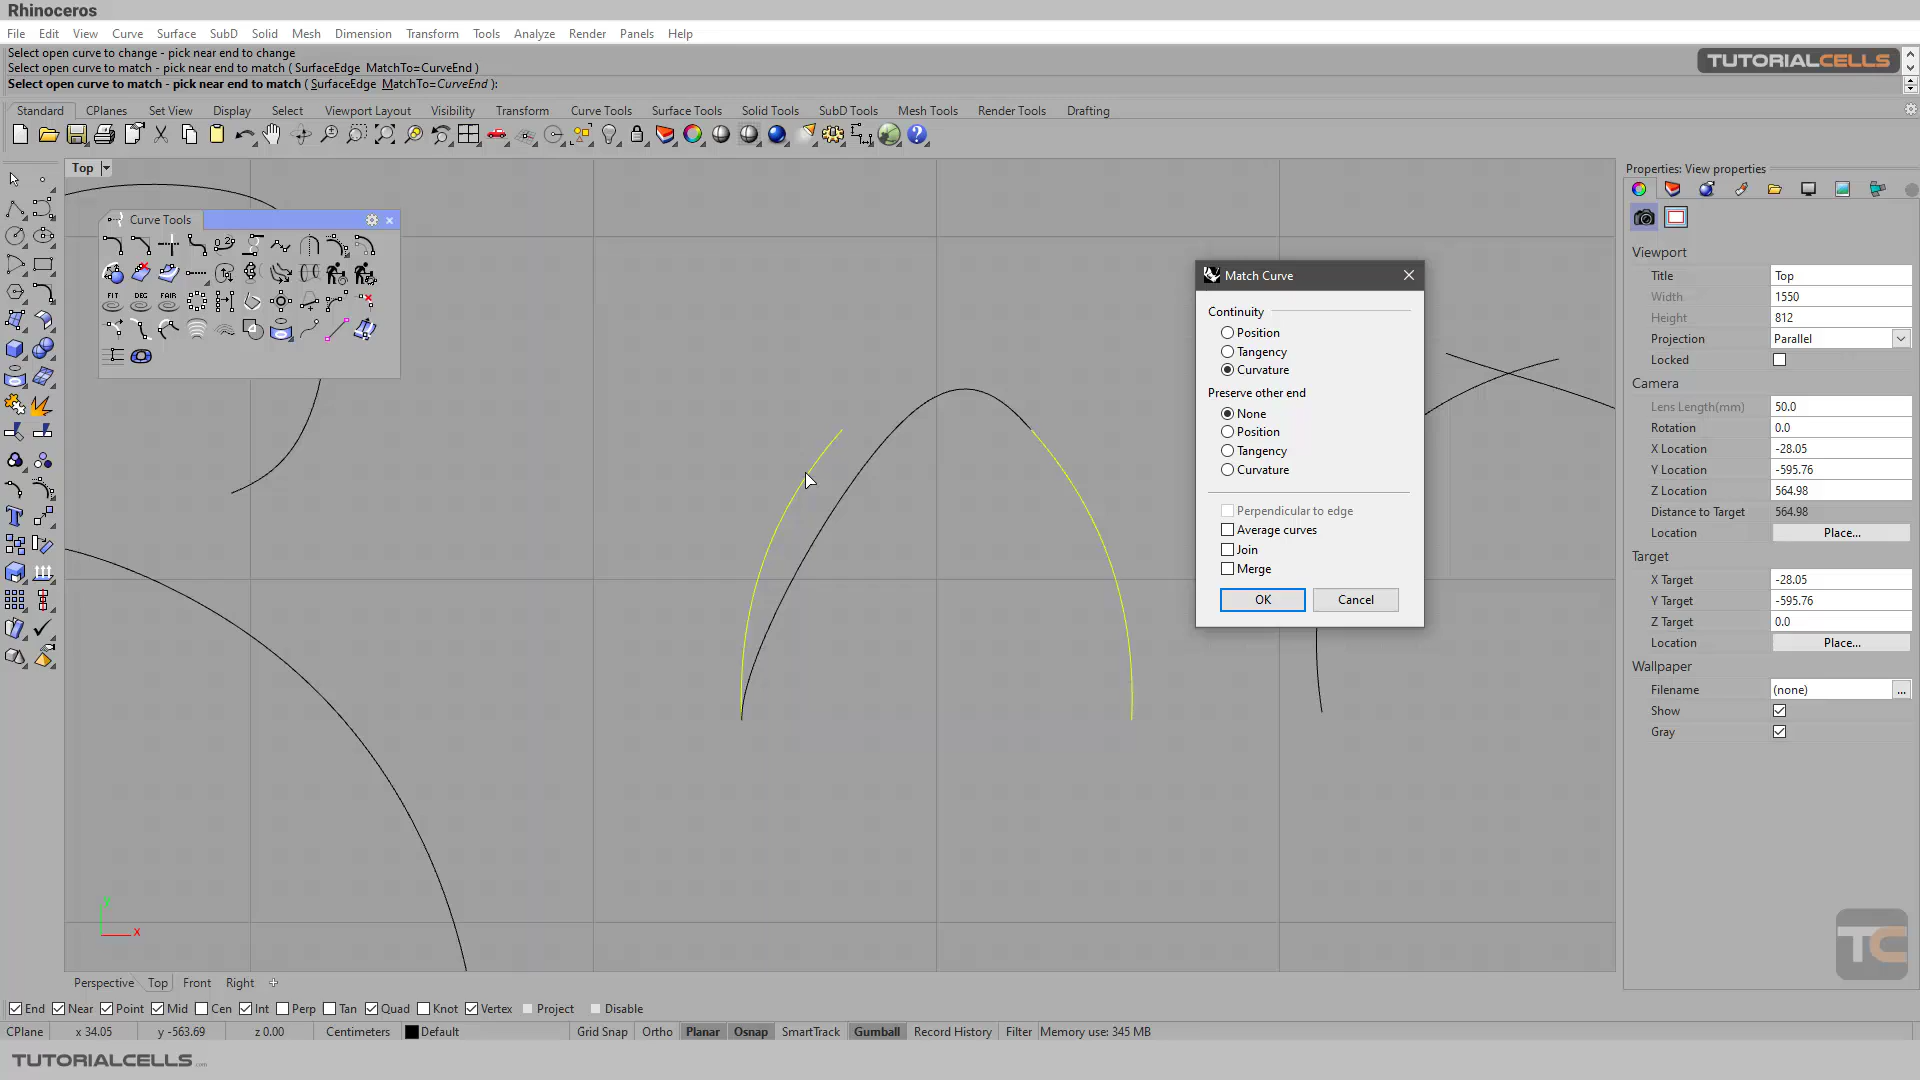 Rhinoceros
File Edit View Curve Surface SubD Solid Mesh Dimension Transform Tools Analyze Render Panels Help
Select open curve to change - pick near end to change
Select open curve to match - pick near end to match ( SurfaceEdge MatchTo=CurveEnd )
Select open curve to match - pick near end to match ( SurfaceEdge MatchTo=CurveEnd ):
TUTORIALCELLS
Standard CPlanes Set View Display Select Viewport Layout Visibility Transform Curve Tools Surface Tools Solid Tools SubD Tools Mesh Tools Render Tools Drafting
Top
Curve Tools
FIT DEG FAIR
Match Curve
Continuity
Position
Tangency
Curvature
Preserve other end
None
Position
Tangency
Curvature
Perpendicular to edge
Average curves
Join
Merge
OK Cancel
Properties: View properties
Viewport
Title Top
Width 1550
Height 812
Projection Parallel
Locked
Camera
Lens Length(mm) 50.0
Rotation 0.0
X Location -28.05
Y Location -595.76
Z Location 564.98
Distance to Target 564.98
Location Place...
Target
X Target -28.05
Y Target -595.76
Z Target 0.0
Location Place...
Wallpaper
Filename (none) ...
Show
Gray
y
x
TC
Perspective Top Front Right
End Near Point Mid Cen Int Perp Tan Quad Knot Vertex Project Disable
CPlane x 34.05 y -563.69 z 0.00 Centimeters Default Grid Snap Ortho Planar Osnap SmartTrack Gumball Record History Filter Memory use: 345 MB
TUTORIALCELLS.com